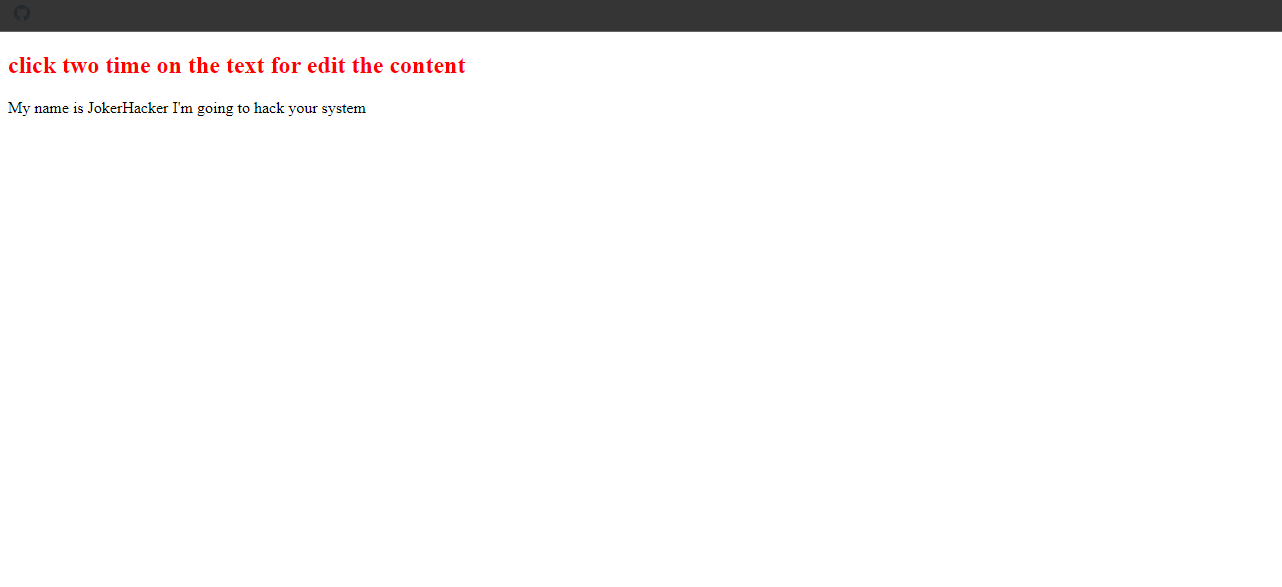 click two time on the text for edit the content
My name is JokerHacker I'm going to hack your system